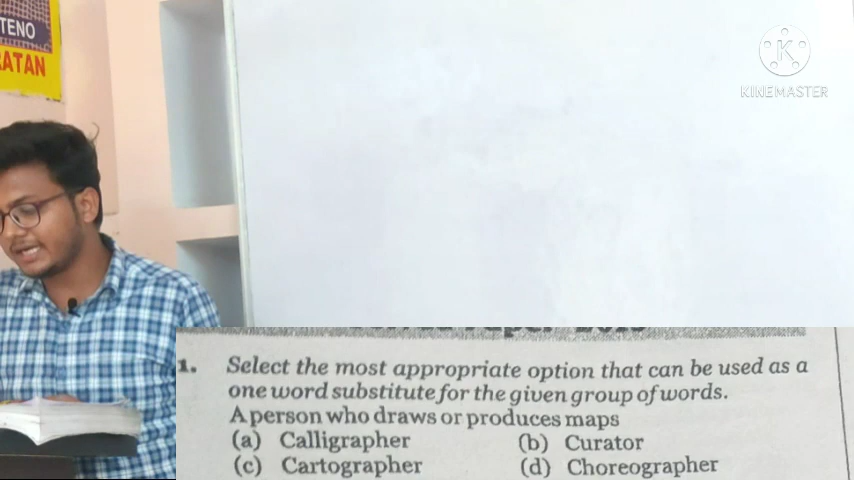 TENO
RATAN
KINEMASTER
1. Select the most appropriate option that can be used as a
one word substitute for the given group of words.
A person who draws or produces maps
(a) Calligrapher (b) Curator
(c) Cartographer (d) Choreographer